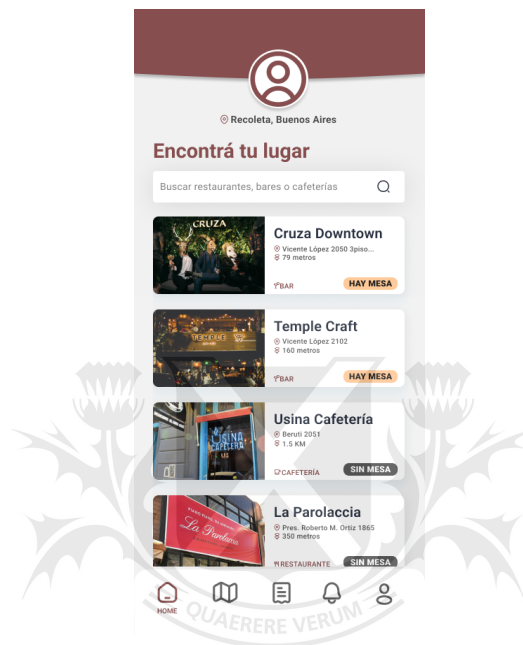 Recoleta, Buenos Aires
Encontrá tu lugar
Buscar restaurantes, bares o cafeterías
CRUZA
Cruza Downtown
Vicente López 2050 3piso...
79 metros
BAR
HAY MESA
TEMPLE
Temple Craft
Vicente López 2102
160 metros
BAR
HAY MESA
USINA
CAFETERA
Usina Cafetería
Beruti 2051
1.5 KM
CAFETERÍA
SIN MESA
La Parolaccia
La Parolaccia
Pres. Roberto M. Ortiz 1865
350 metros
RESTAURANTE
SIN MESA
HOME
QUAERERE VERUM